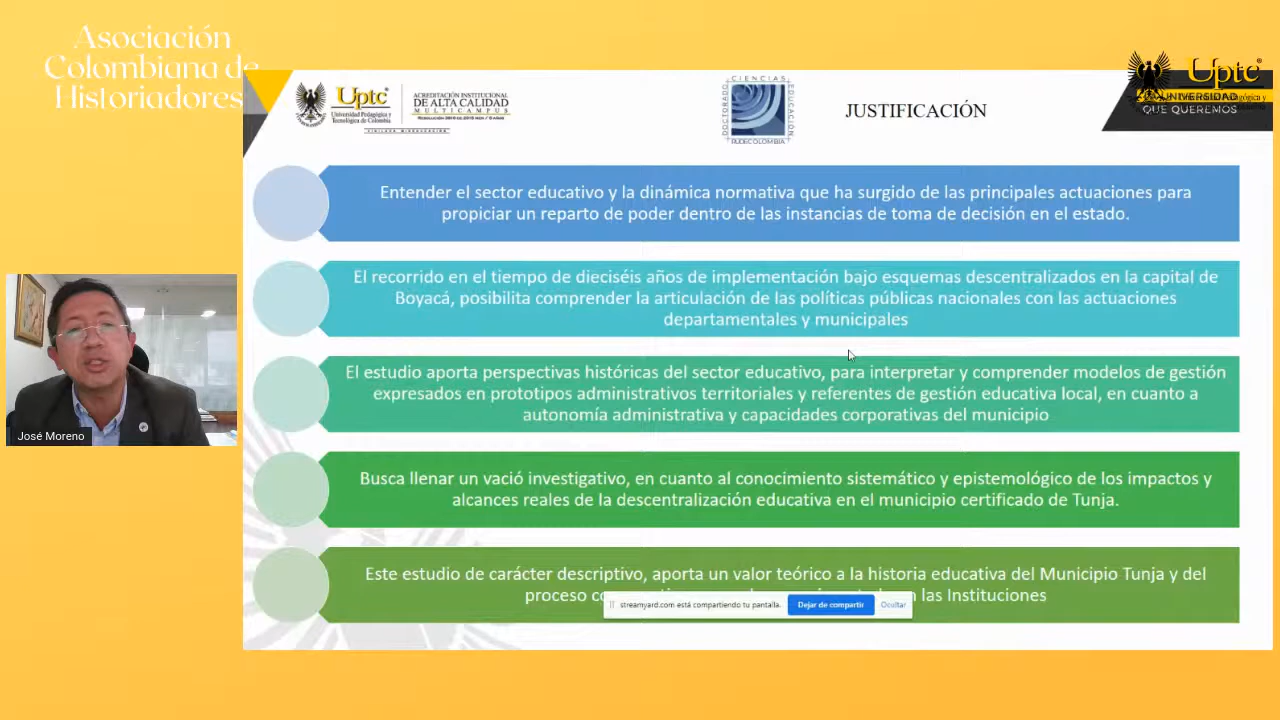 Asociación
Colombiana de
Historiadores
Uptc
Universidad Pedagógica y
Tecnológica de Colombia
ACREDITACIÓN INSTITUCIONAL
DE ALTA CALIDAD
MULTICAMPUS
CIENCIAS
DOCTORADO
EDUCACIÓN
RUDECOLOMBIA
JUSTIFICACIÓN
Uptc
UNIVERSIDAD
QUE QUEREMOS
Entender el sector educativo y la dinámica normativa que ha surgido de las principales actuaciones para
propiciar un reparto de poder dentro de las instancias de toma de decisión en el estado.
El recorrido en el tiempo de dieciséis años de implementación bajo esquemas descentralizados en la capital de
Boyacá, posibilita comprender la articulación de las políticas públicas nacionales con las actuaciones
departamentales y municipales
El estudio aporta perspectivas históricas del sector educativo, para interpretar y comprender modelos de gestión
expresados en prototipos administrativos territoriales y referentes de gestión educativa local, en cuanto a
autonomía administrativa y capacidades corporativas del municipio
Busca llenar un vació investigativo, en cuanto al conocimiento sistemático y epistemológico de los impactos y
alcances reales de la descentralización educativa en el municipio certificado de Tunja.
Este estudio de carácter descriptivo, aporta un valor teórico a la historia educativa del Municipio Tunja y del
proceso las Instituciones
streamyard.com está compartiendo tu pantalla.
Dejar de compartir
Ocultar
José Moreno